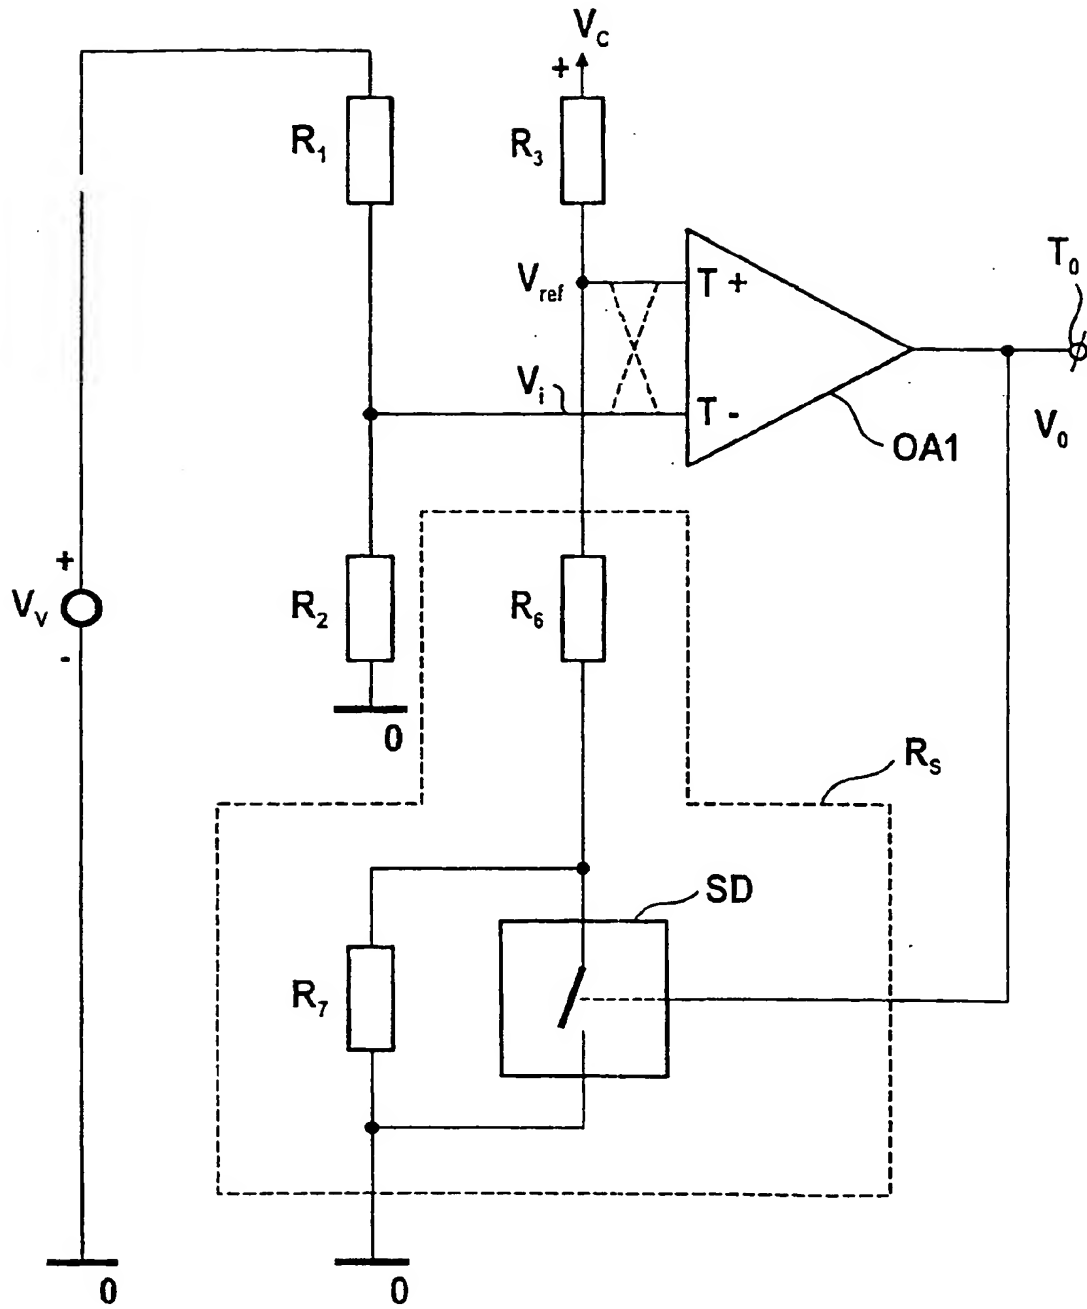 V_C
+
R_1
R_3
T_0
V_ref
T +
V_i
T -
OA1
V_0
+
V_V
-
R_2
R_6
0
R_S
SD
R_7
0
0